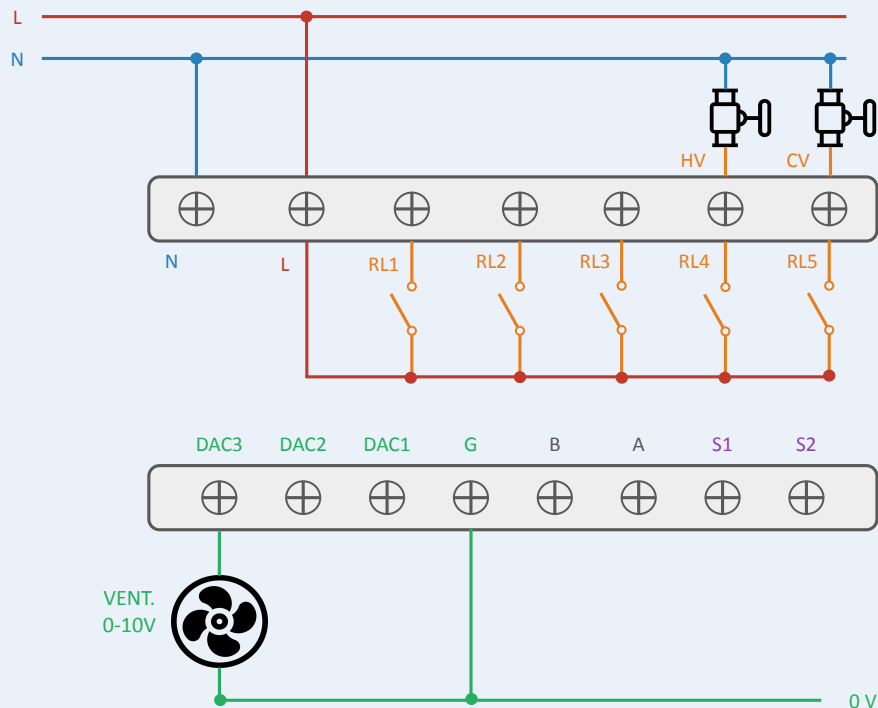 L
N
HV
CV
N
L
RL1
RL2
RL3
RL4
RL5
DAC3
DAC2
DAC1
G
B
A
S1
S2
VENT.
0-10V
0 V